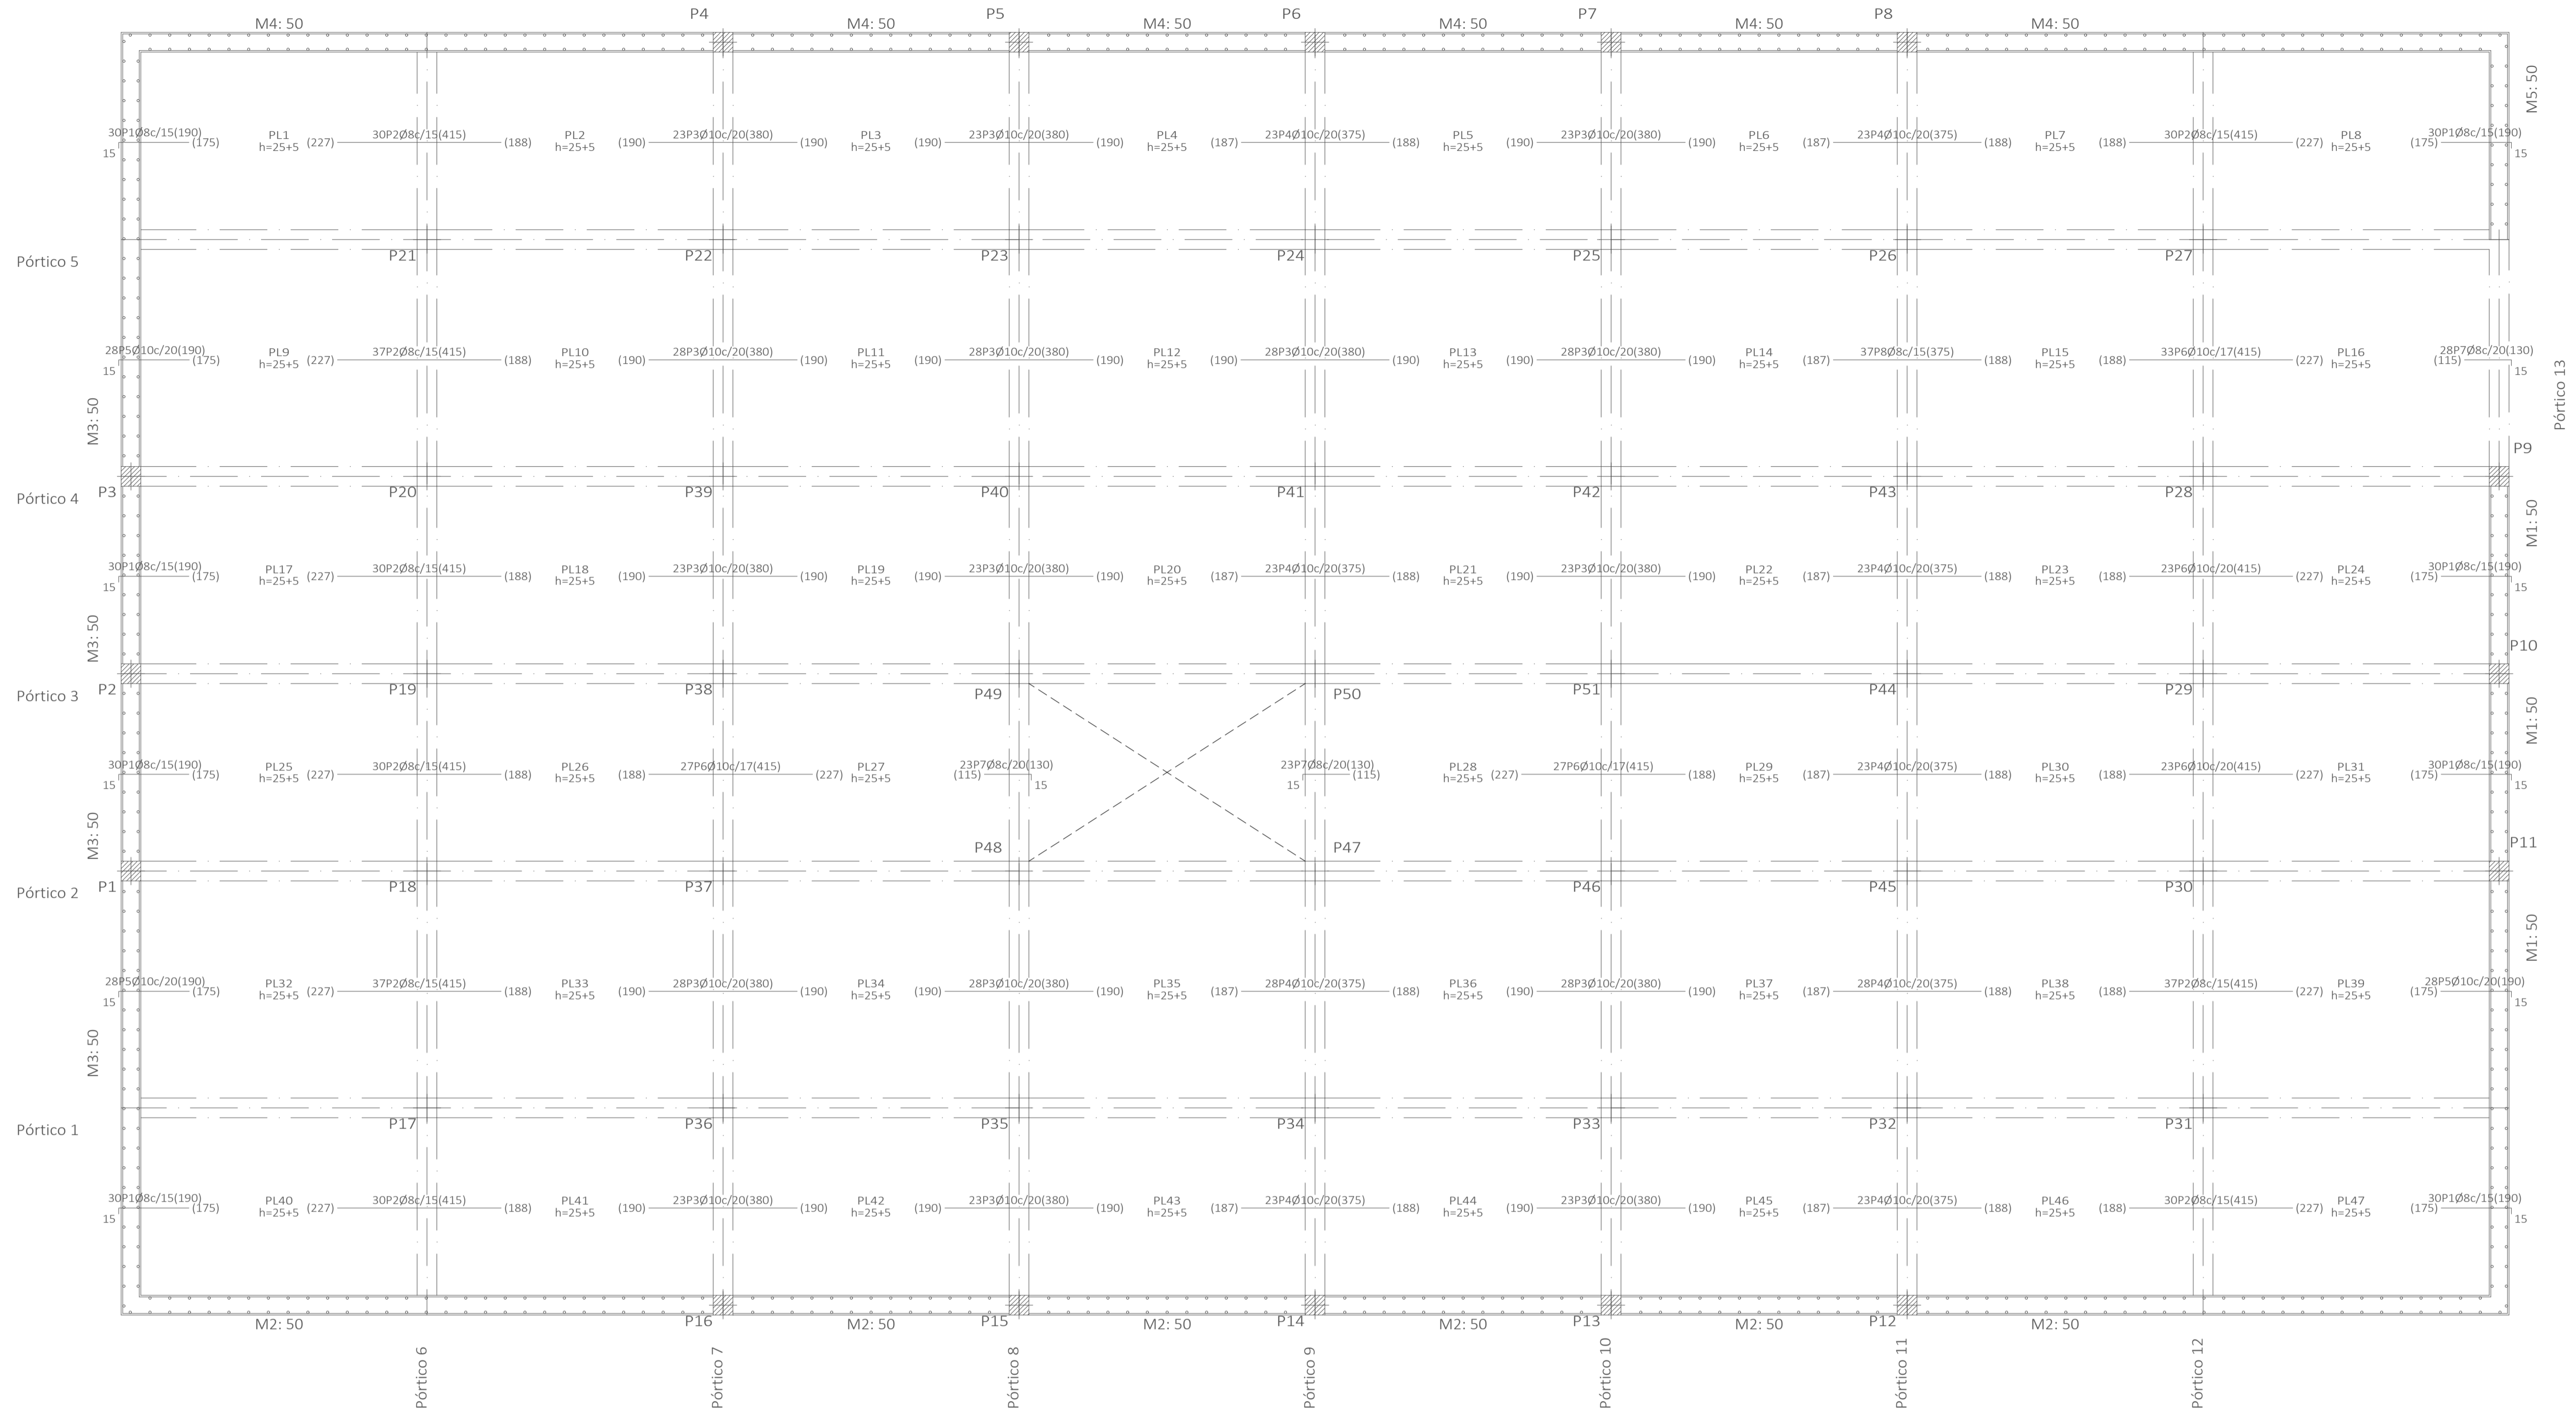 P4 P5 P6 P7 P8
M4: 50 M4: 50 M4: 50 M4: 50 M4: 50 M4: 50
M5: 50
30P1Ø8c/15(190) PL1 30P2Ø8c/15(415) PL2 23P3Ø10c/20(380) PL3 23P3Ø10c/20(380) PL4 23P4Ø10c/20(375) PL5 23P3Ø10c/20(380) PL6 23P4Ø10c/20(375) PL7 30P2Ø8c/15(415) PL8 30P1Ø8c/15(190)
15 (175) h=25+5 (227) (188) h=25+5 (190) (190) h=25+5 (190) (190) h=25+5 (187) (188) h=25+5 (190) (190) h=25+5 (187) (188) h=25+5 (188) (227) h=25+5 (175) 15
Pórtico 5 P21 P22 P23 P24 P25 P26 P27
28P5Ø10c/20(190) PL9 37P2Ø8c/15(415) PL10 28P3Ø10c/20(380) PL11 28P3Ø10c/20(380) PL12 28P3Ø10c/20(380) PL13 28P3Ø10c/20(380) PL14 37P8Ø8c/15(375) PL15 33P6Ø10c/17(415) PL16 28P7Ø8c/20(130)
15 (175) h=25+5 (227) (188) h=25+5 (190) (190) h=25+5 (190) (190) h=25+5 (190) (190) h=25+5 (190) (190) h=25+5 (187) (188) h=25+5 (188) (227) h=25+5 (115) 15
Pórtico 13
M3: 50
P9
Pórtico 4 P3 P20 P39 P40 P41 P42 P43 P28
M1: 50
30P1Ø8c/15(190) PL17 30P2Ø8c/15(415) PL18 23P3Ø10c/20(380) PL19 23P3Ø10c/20(380) PL20 23P4Ø10c/20(375) PL21 23P3Ø10c/20(380) PL22 23P4Ø10c/20(375) PL23 23P6Ø10c/20(415) PL24 30P1Ø8c/15(190)
15 (175) h=25+5 (227) (188) h=25+5 (190) (190) h=25+5 (190) (190) h=25+5 (187) (188) h=25+5 (190) (190) h=25+5 (187) (188) h=25+5 (188) (227) h=25+5 (175) 15
M3: 50
P10
Pórtico 3 P2 P19 P38 P49 P50 P51 P44 P29
M1: 50
30P1Ø8c/15(190) PL25 30P2Ø8c/15(415) PL26 27P6Ø10c/17(415) PL27 23P7Ø8c/20(130) 23P7Ø8c/20(130) PL28 27P6Ø10c/17(415) PL29 23P4Ø10c/20(375) PL30 23P6Ø10c/20(415) PL31 30P1Ø8c/15(190)
15 (175) h=25+5 (227) (188) h=25+5 (188) (227) h=25+5 (115) 15 15 (115) h=25+5 (227) (188) h=25+5 (187) (188) h=25+5 (188) (227) h=25+5 (175) 15
M3: 50
P48 P47 P11
Pórtico 2 P1 P18 P37 P46 P45 P30
M1: 50
28P5Ø10c/20(190) PL32 37P2Ø8c/15(415) PL33 28P3Ø10c/20(380) PL34 28P3Ø10c/20(380) PL35 28P4Ø10c/20(375) PL36 28P3Ø10c/20(380) PL37 28P4Ø10c/20(375) PL38 37P2Ø8c/15(415) PL39 28P5Ø10c/20(190)
15 (175) h=25+5 (227) (188) h=25+5 (190) (190) h=25+5 (190) (190) h=25+5 (187) (188) h=25+5 (190) (190) h=25+5 (187) (188) h=25+5 (188) (227) h=25+5 (175) 15
M3: 50
Pórtico 1 P17 P36 P35 P34 P33 P32 P31
30P1Ø8c/15(190) PL40 30P2Ø8c/15(415) PL41 23P3Ø10c/20(380) PL42 23P3Ø10c/20(380) PL43 23P4Ø10c/20(375) PL44 23P3Ø10c/20(380) PL45 23P4Ø10c/20(375) PL46 30P2Ø8c/15(415) PL47 30P1Ø8c/15(190)
15 (175) h=25+5 (227) (188) h=25+5 (190) (190) h=25+5 (190) (190) h=25+5 (187) (188) h=25+5 (190) (190) h=25+5 (187) (188) h=25+5 (188) (227) h=25+5 (175) 15
P16 P15 P14 P13 P12
M2: 50 M2: 50 M2: 50 M2: 50 M2: 50 M2: 50
Pórtico 6 Pórtico 7 Pórtico 8 Pórtico 9 Pórtico 10 Pórtico 11 Pórtico 12